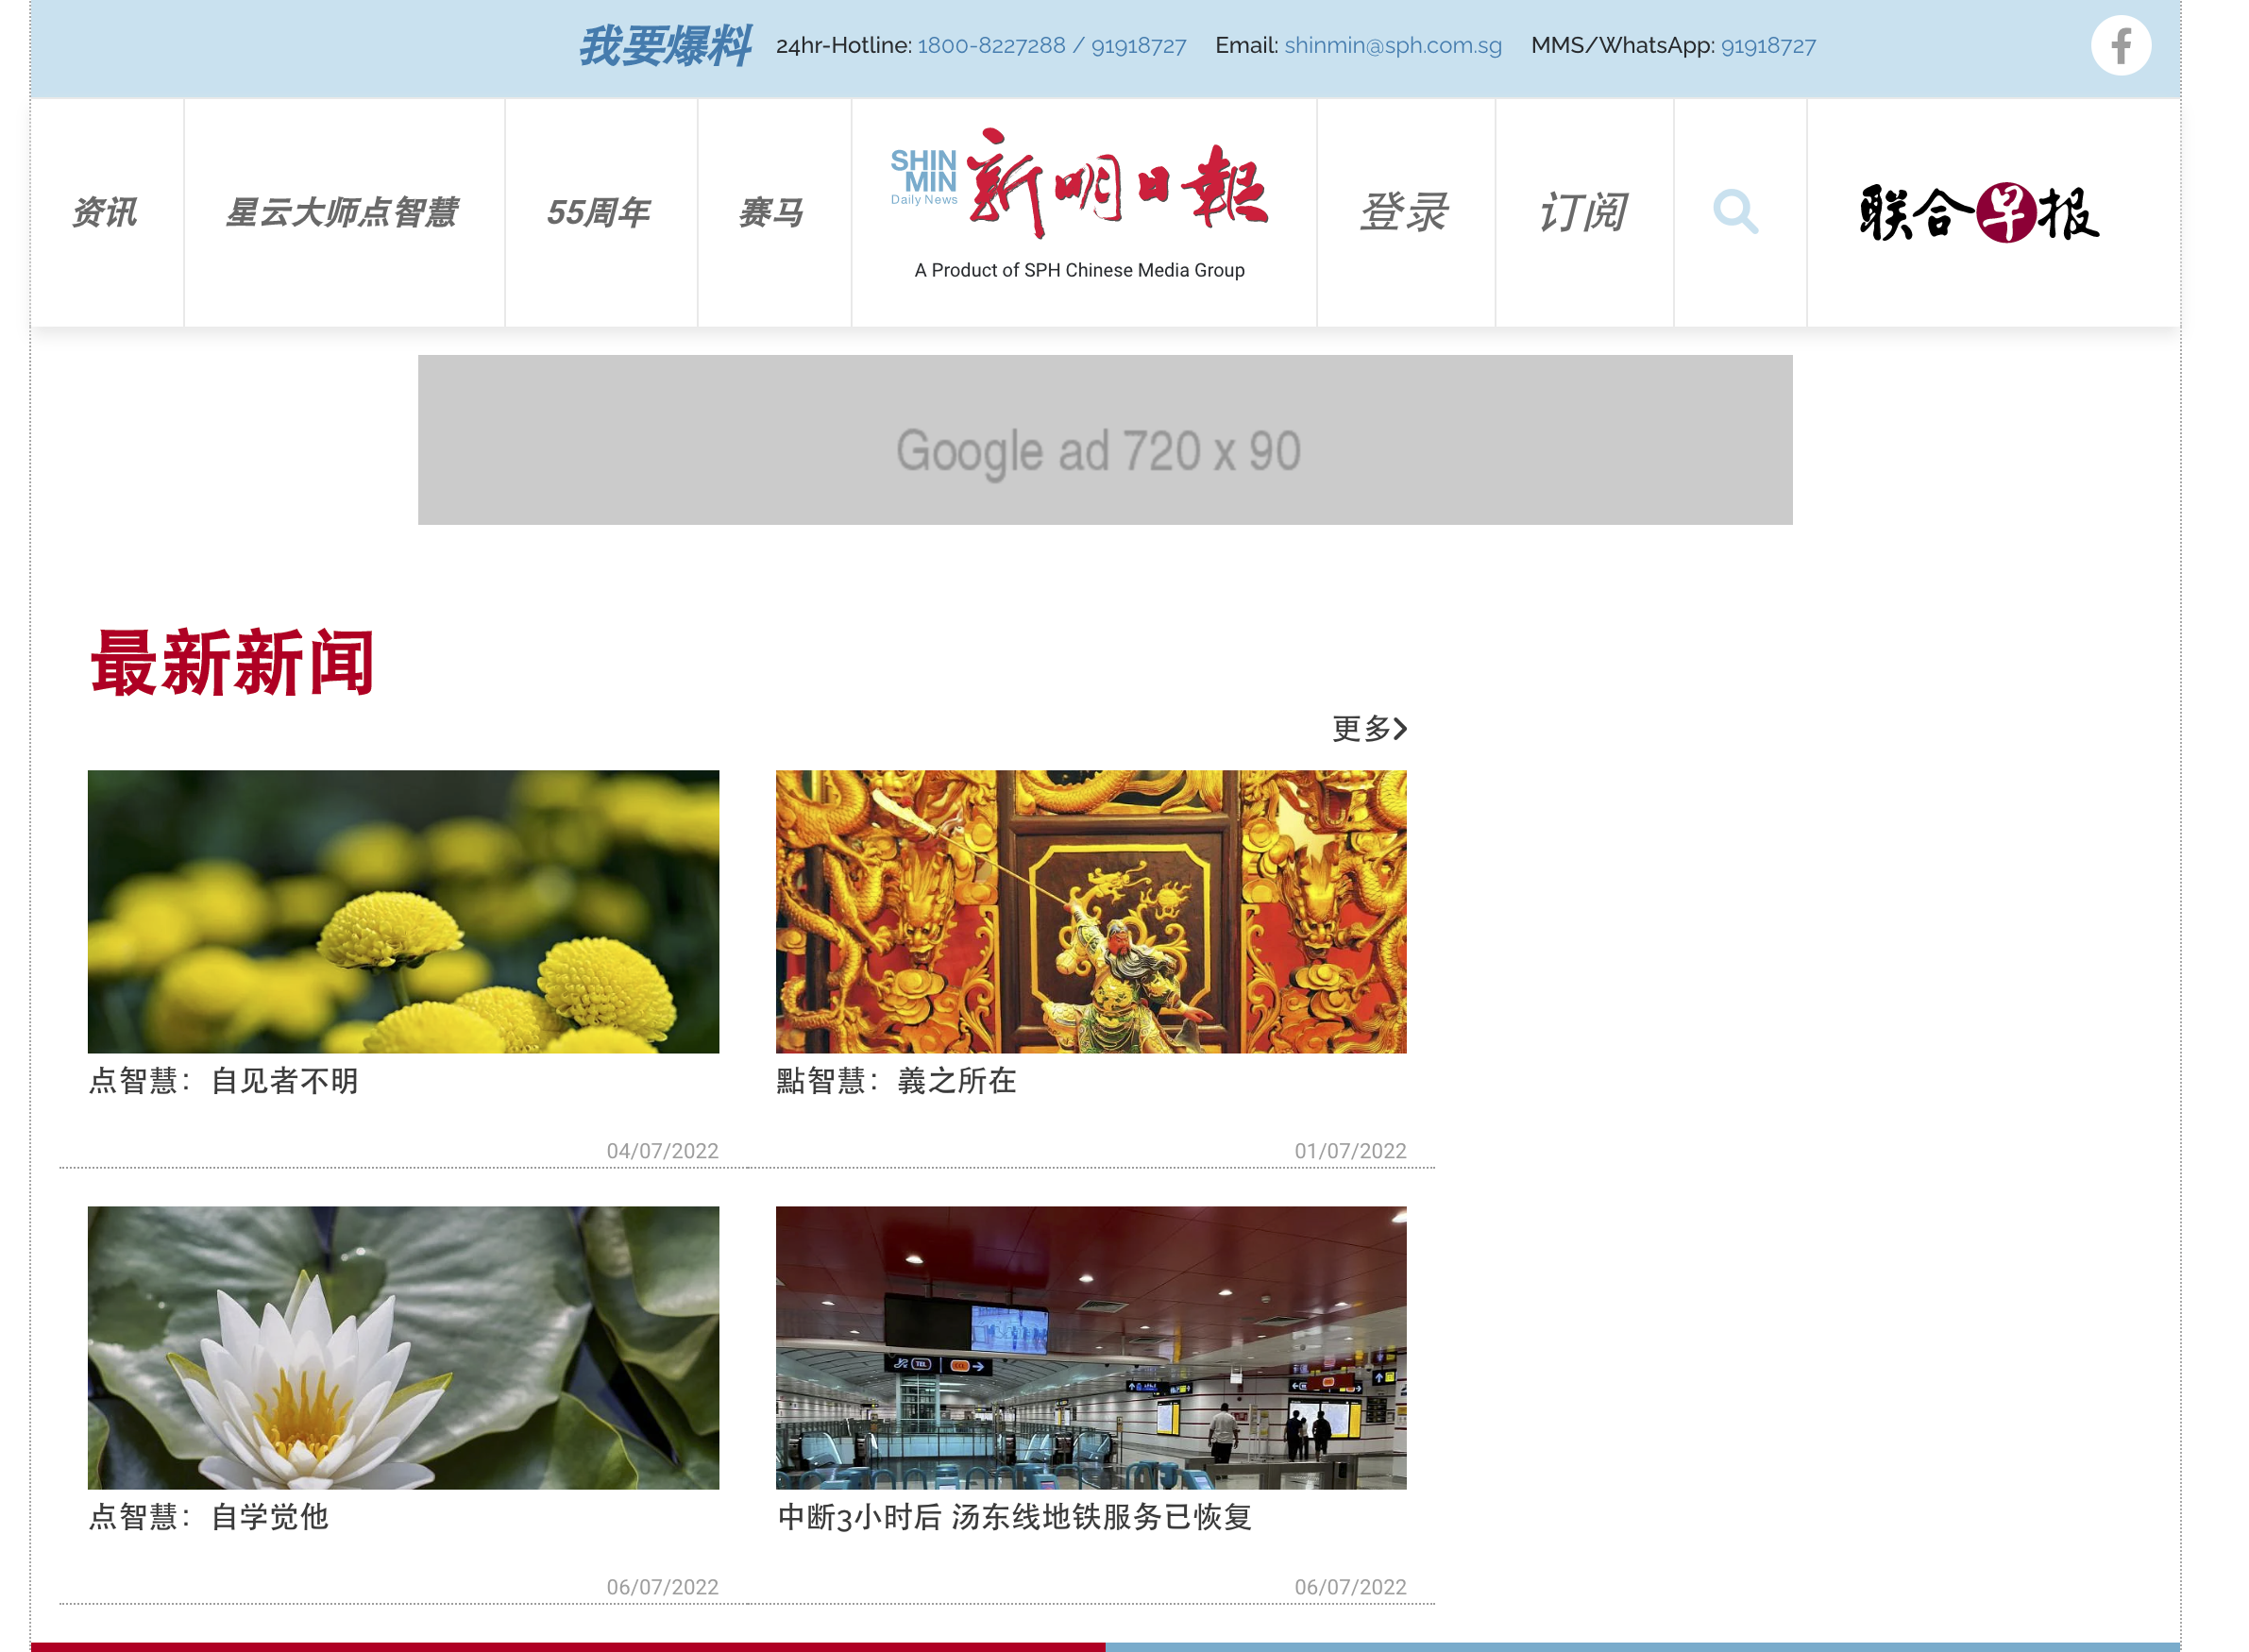 我要爆料 24hr-Hotline: 1800-8227288 / 91918727 Email: shinmin@sph.com.sg MMS/WhatsApp: 91918727
资讯
星云大师点智慧
55周年
赛马
SHIN
MIN
Daily News
新明日報
A Product of SPH Chinese Media Group
登录
订阅
联合早报
Google ad 720 x 90
最新新闻
更多
点智慧：自见者不明
04/07/2022
點智慧：義之所在
01/07/2022
TEL
点智慧：自学觉他
06/07/2022
中断3小时后 汤东线地铁服务已恢复
06/07/2022